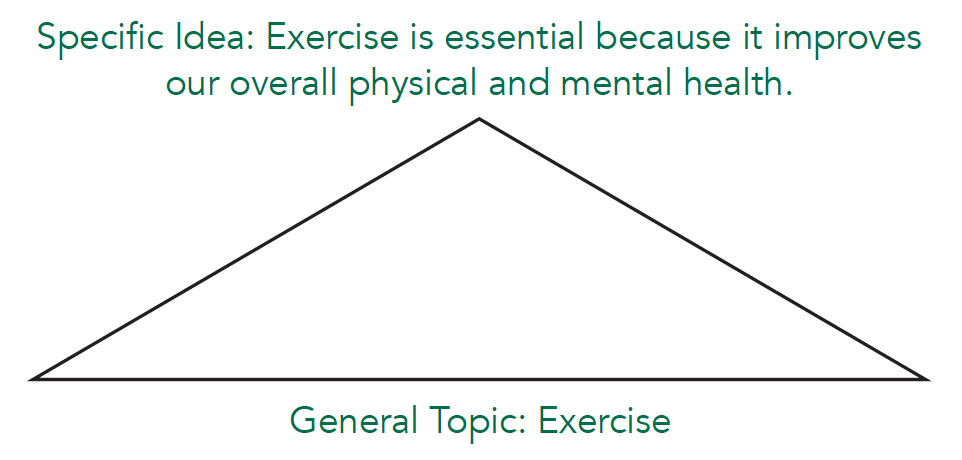 Specific Idea: Exercise is essential because it improves
our overall physical and mental health.
General Topic: Exercise